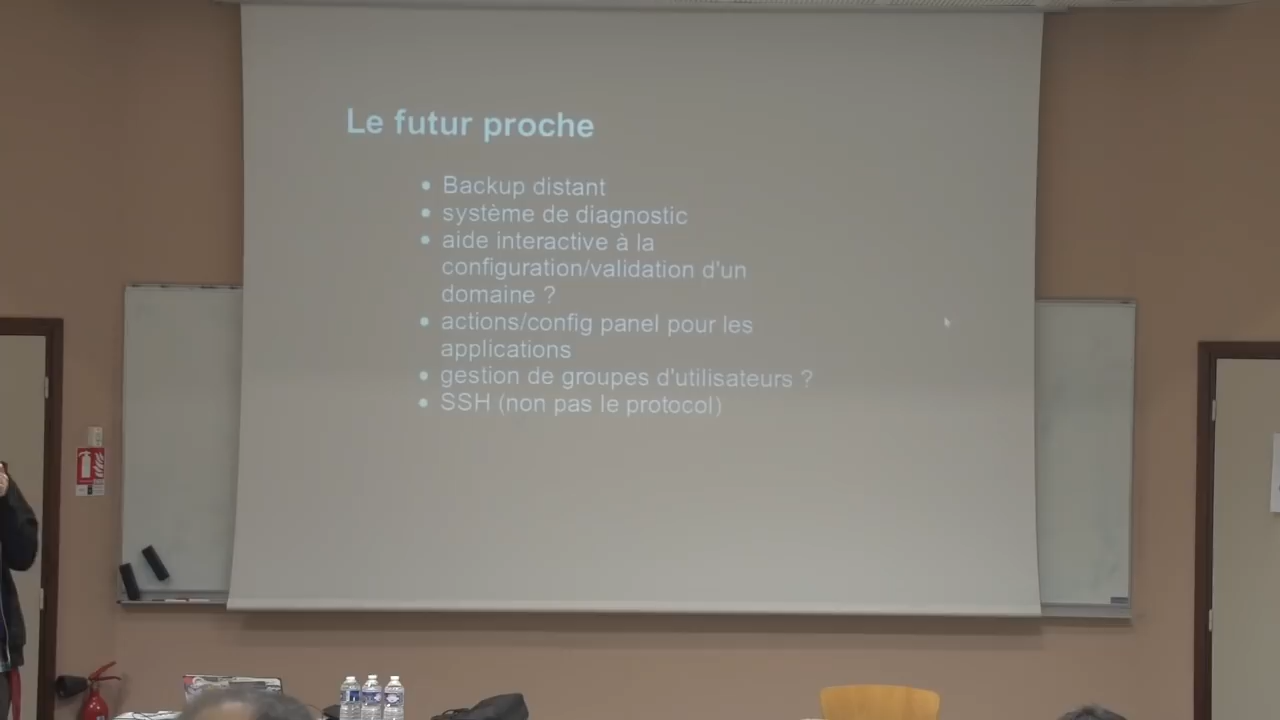 Le futur proche
• Backup distant
• système de diagnostic
• aide interactive à la
configuration/validation d'un
domaine ?
• actions/config panel pour les
applications
• gestion de groupes d'utilisateurs ?
• SSH (non pas le protocol)